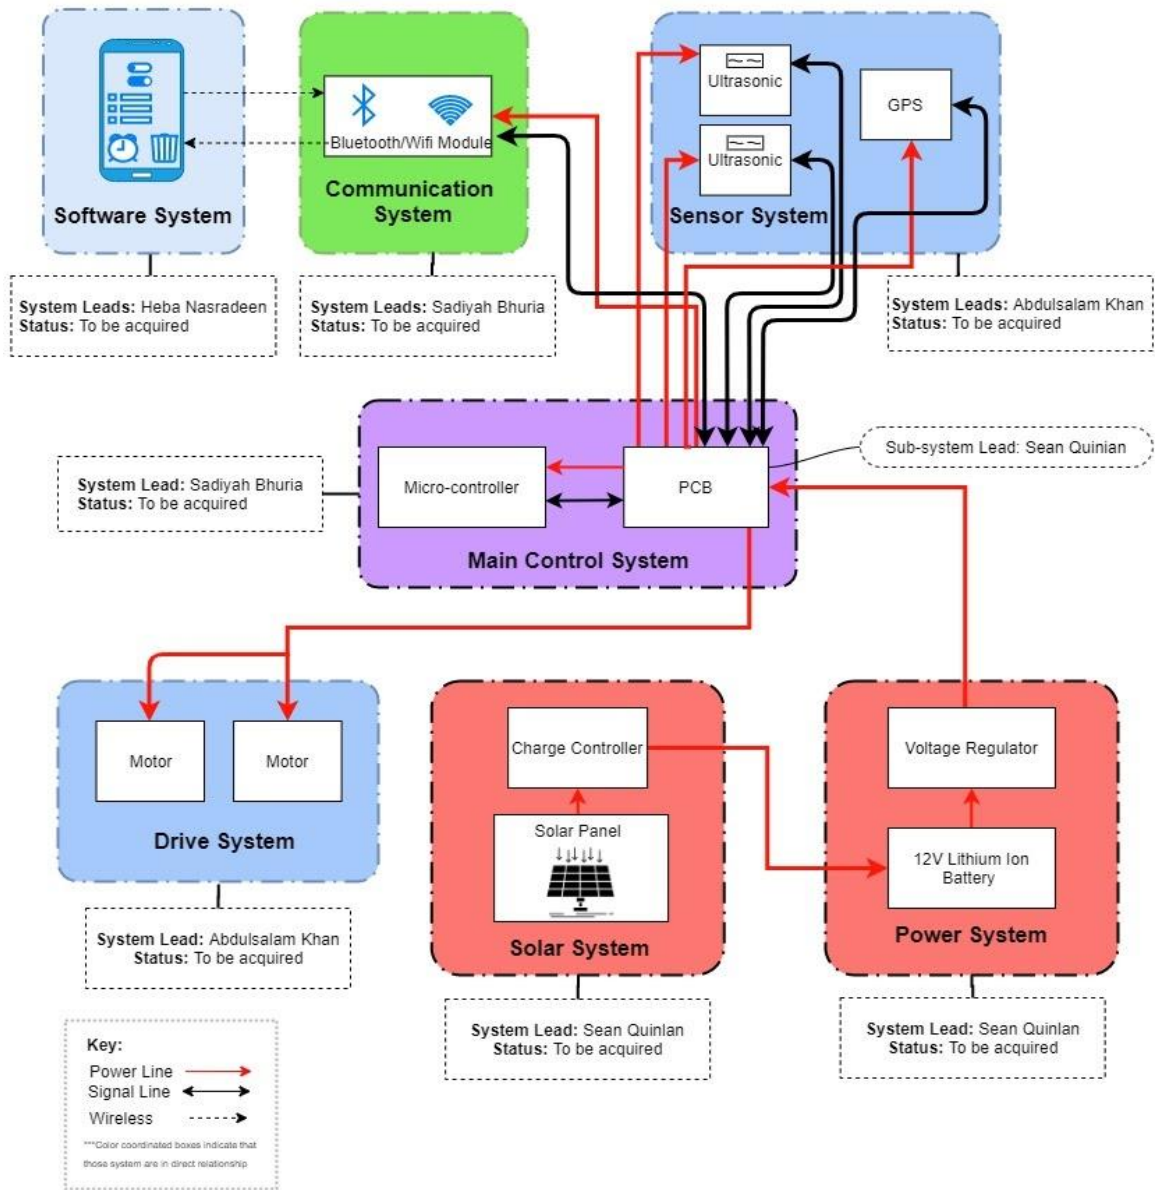 Bluetooth/Wifi Module
Communication
System
Software System
Ultrasonic
Ultrasonic
GPS
Sensor System
System Leads: Heba Nasradeen
Status: To be acquired
System Leads: Sadiyah Bhuria
Status: To be acquired
System Leads: Abdulsalam Khan
Status: To be acquired
System Lead: Sadiyah Bhuria
Status: To be acquired
Micro-controller
PCB
Main Control System
Sub-system Lead: Sean Quinian
Motor
Motor
Drive System
Charge Controller
Solar Panel
Solar System
Voltage Regulator
12V Lithium Ion
Battery
Power System
System Lead: Abdulsalam Khan
Status: To be acquired
System Lead: Sean Quinlan
Status: To be acquired
System Lead: Sean Quinlan
Status: To be acquired
Key:
Power Line
Signal Line
Wireless
***Color coordinated boxes indicate that
those system are in direct relationship